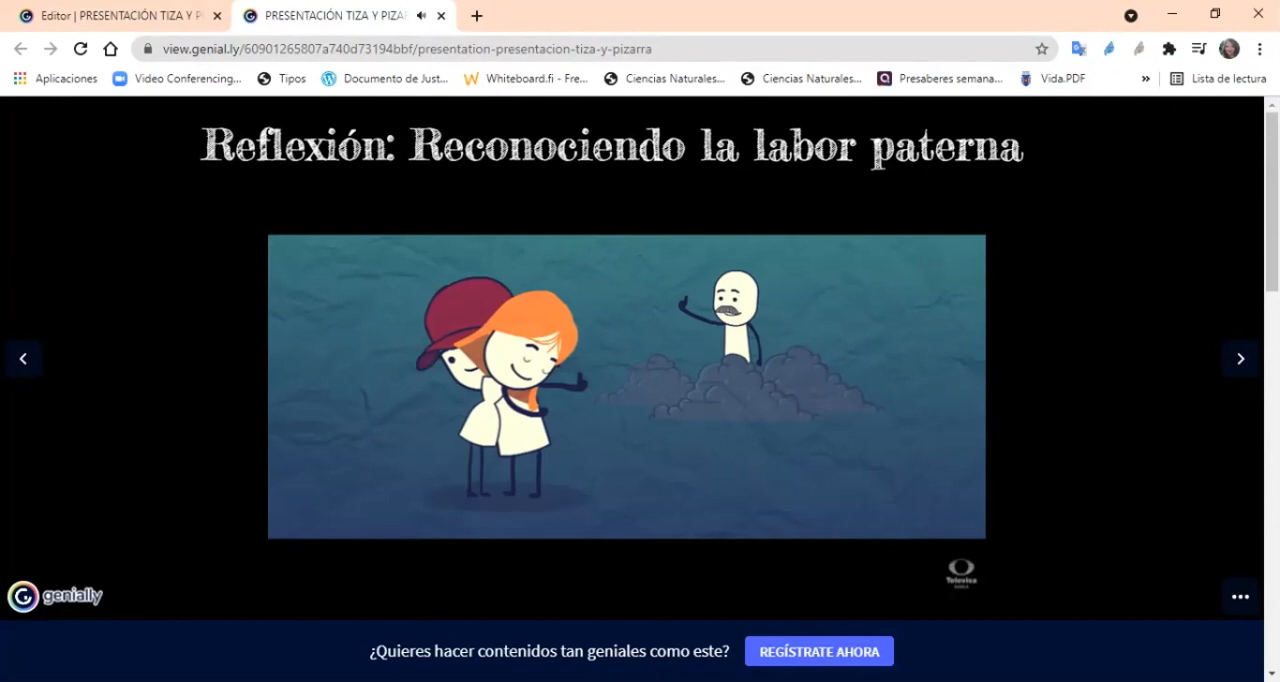 Editor | PRESENTACIÓN TIZA Y P
PRESENTACIÓN TIZA Y PIZAR
view.genial.ly/60901265807a740d73194bbf/presentation-presentacion-tiza-y-pizarra
Aplicaciones
Video Conferencing...
Tipos
Documento de Just...
Whiteboard.fi - Fre...
Ciencias Naturales...
Ciencias Naturales...
Presaberes semana...
Vida.PDF
»
Lista de lectura
Reflexión: Reconociendo la labor paterna
Televisa
genially
¿Quieres hacer contenidos tan geniales como este?
REGÍSTRATE AHORA